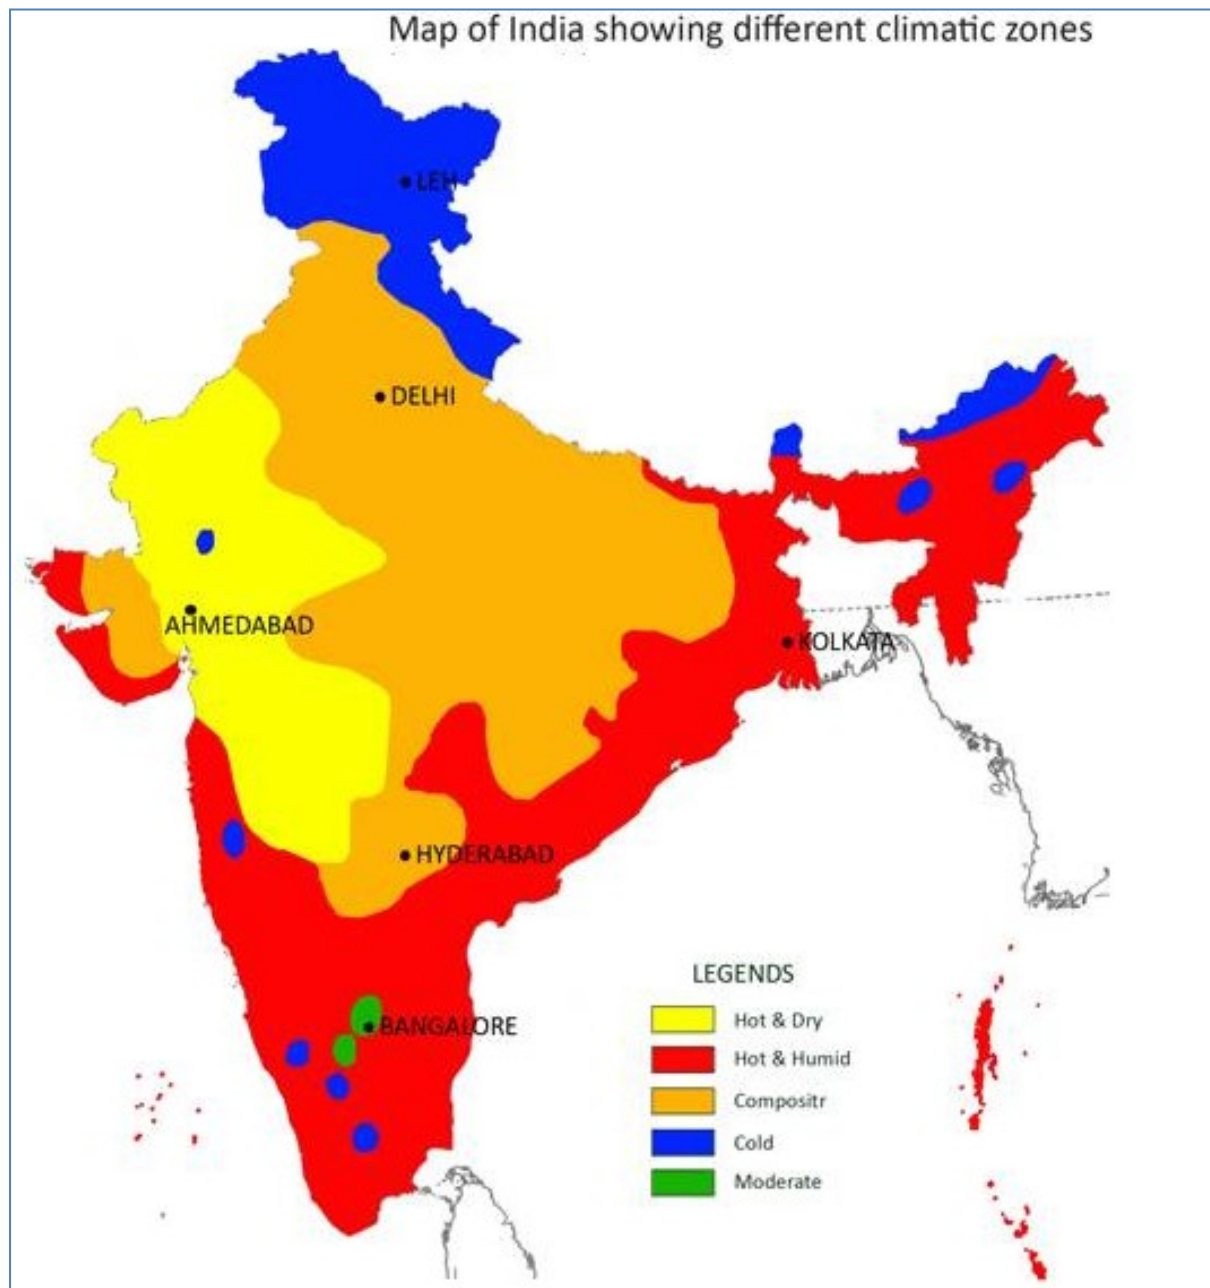 Map of India showing different climatic zones
LEH
DELHI
AHMEDABAD
KOLKATA
HYDERABAD
BANGALORE
LEGENDS
Hot & Dry
Hot & Humid
Compositr
Cold
Moderate